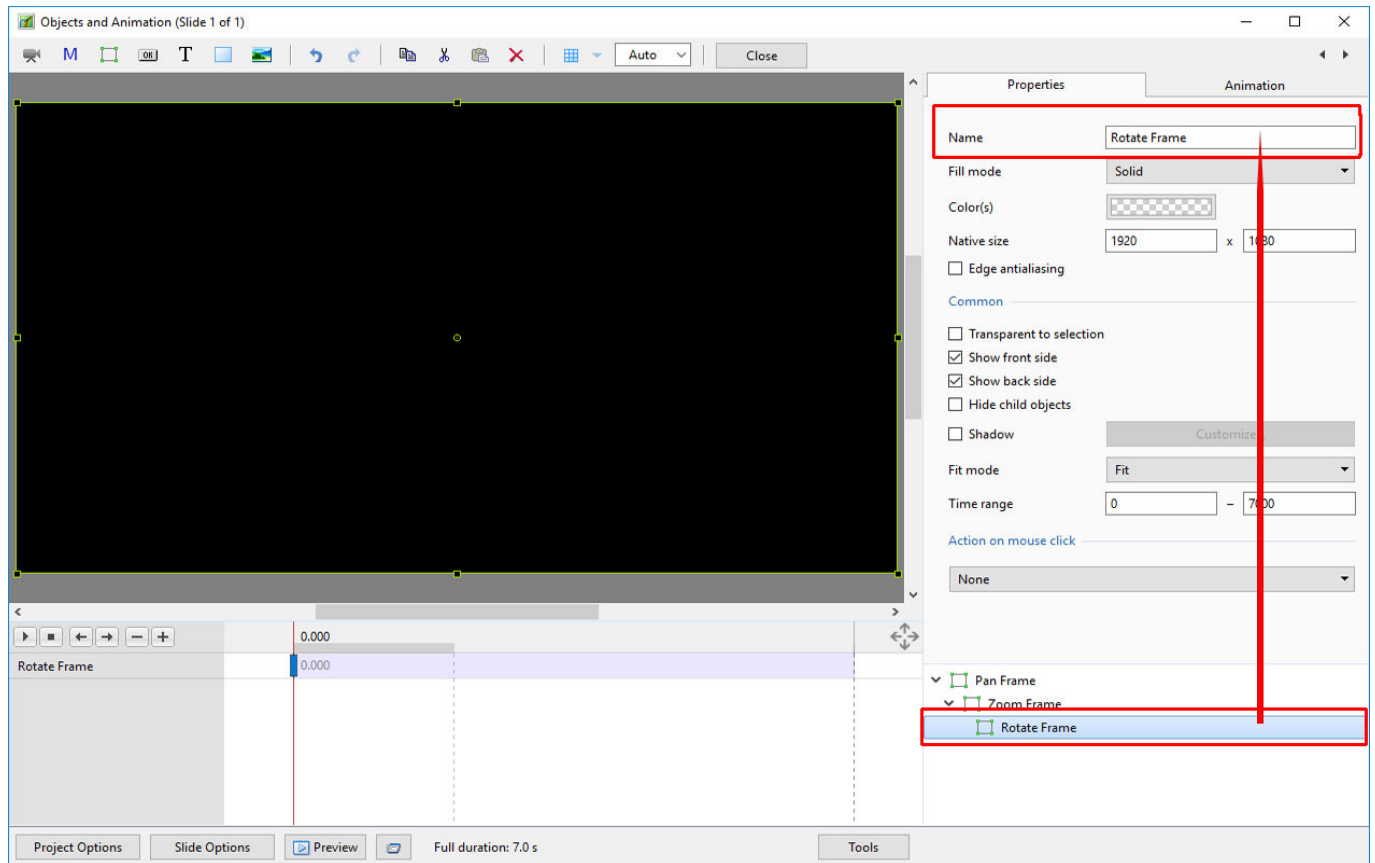 Objects and Animation (Slide 1 of 1)
M OK T Auto Close
Properties Animation
Name Rotate Frame
Fill mode Solid
Color(s)
Native size 1920 x 1080
Edge antialiasing
Common
Transparent to selection
Show front side
Show back side
Hide child objects
Shadow Customize...
Fit mode Fit
Time range 0 – 7000
Action on mouse click
None
0.000
Rotate Frame 0.000
Pan Frame
Zoom Frame
Rotate Frame
Project Options Slide Options Preview Full duration: 7.0 s Tools